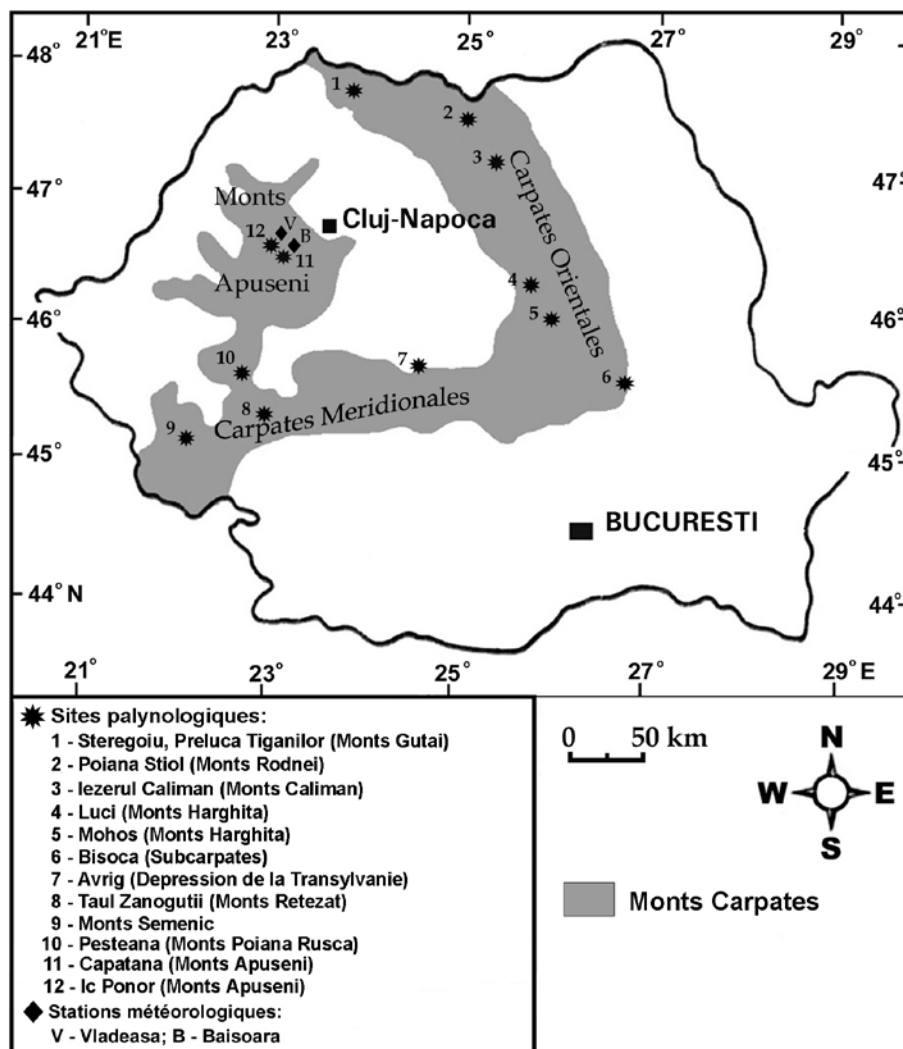 21°E 23° 25° 27° 29°
48° 48°
1
2
3
Carpates Orientales
47° 47°
Monts
V
Cluj-Napoca
12 B
11
Apuseni
4
46° 5 46°
10 7 6
8 Carpates Meridionales
9
45° 45°
BUCURESTI
44° N 44°
21° 23° 25° 27° 29° E
Sites palynologiques:
1 - Steregoiu, Preluca Tiganilor (Monts Gutai)
2 - Poiana Stiol (Monts Rodnei)
3 - Iezerul Caliman (Monts Caliman)
4 - Luci (Monts Harghita)
5 - Mohos (Monts Harghita)
6 - Bisoca (Subcarpates)
7 - Avrig (Depression de la Transylvanie)
8 - Taul Zanogutii (Monts Retezat)
9 - Monts Semenic
10 - Pesteana (Monts Poiana Rusca)
11 - Capatana (Monts Apuseni)
12 - Ic Ponor (Monts Apuseni)
Stations météorologiques:
V - Vladeasa; B - Baisoara
0 50 km
N
W E
S
Monts Carpates